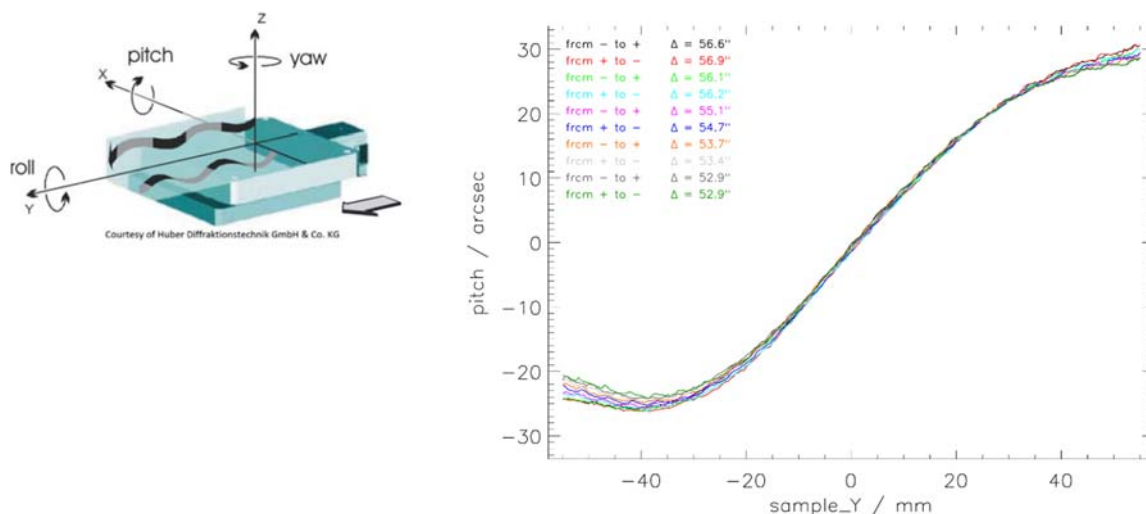 Z
pitch
yaw
X
roll
Y
Courtesy of Huber Diffraktionstechnik GmbH & Co. KG
frcm - to + Δ = 56.6''
frcm + to - Δ = 56.9''
frcm - to + Δ = 56.1''
frcm + to - Δ = 56.2''
frcm - to + Δ = 55.1''
frcm + to - Δ = 54.7''
frcm - to + Δ = 53.7''
frcm + to - Δ = 53.4''
frcm - to + Δ = 52.9''
frcm + to - Δ = 52.9''
30
20
10
0
-10
-20
-30
pitch / arcsec
-40
-20
0
20
40
sample_Y / mm